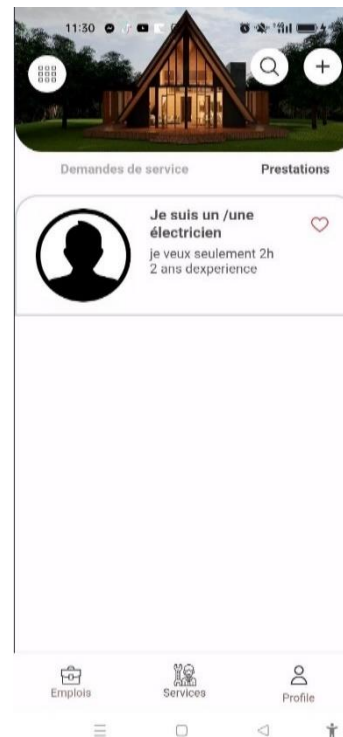 11:30
Demandes de service Prestations
Je suis un /une
électricien
je veux seulement 2h
2 ans dexperience
Emplois Services Profile